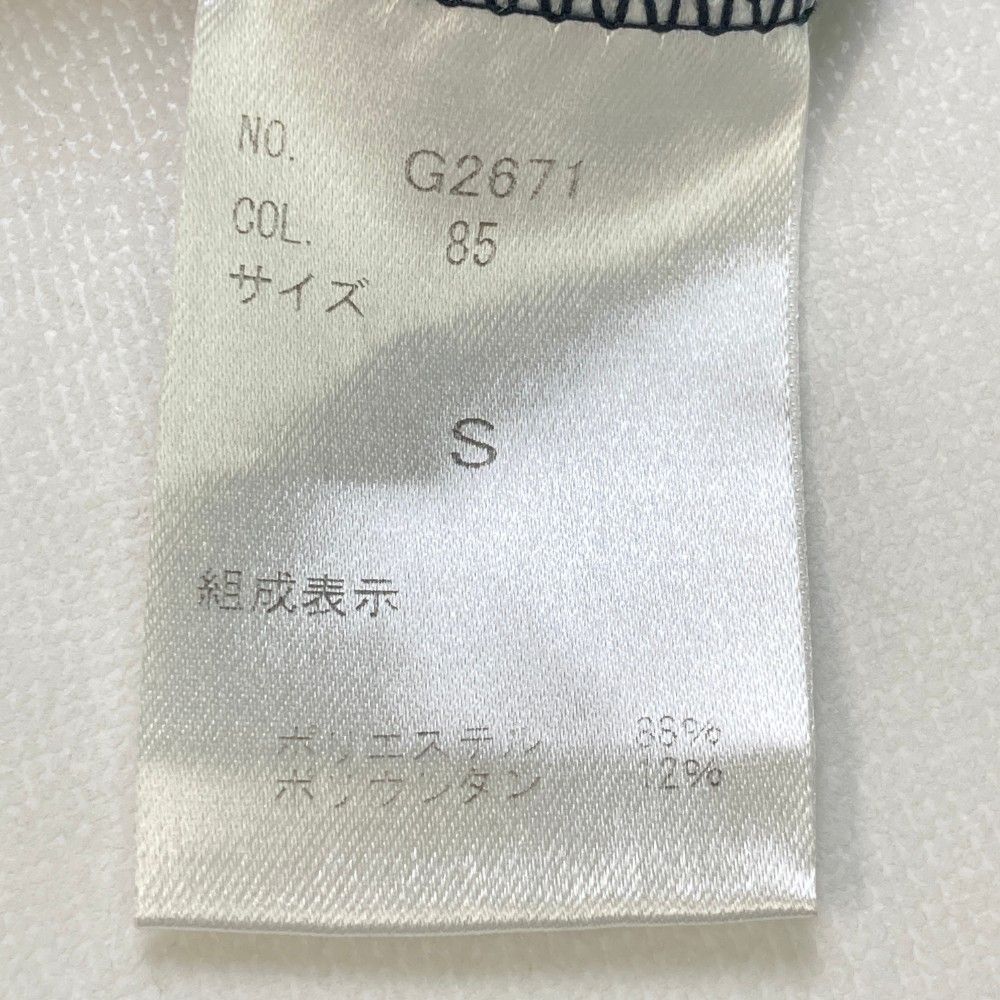 NO. G2671
COL. 85
サイズ
S
組成表示
ポリエステル 88%
ポリウレタン 12%